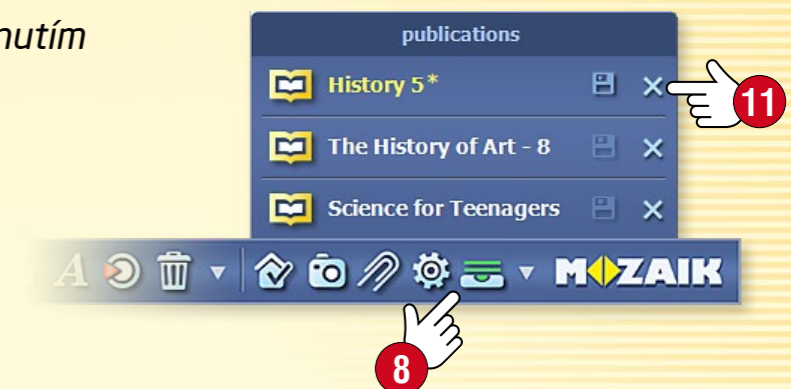 nutím
publications
History 5*
The History of Art - 8
Science for Teenagers
11
A
MOZAIK
8